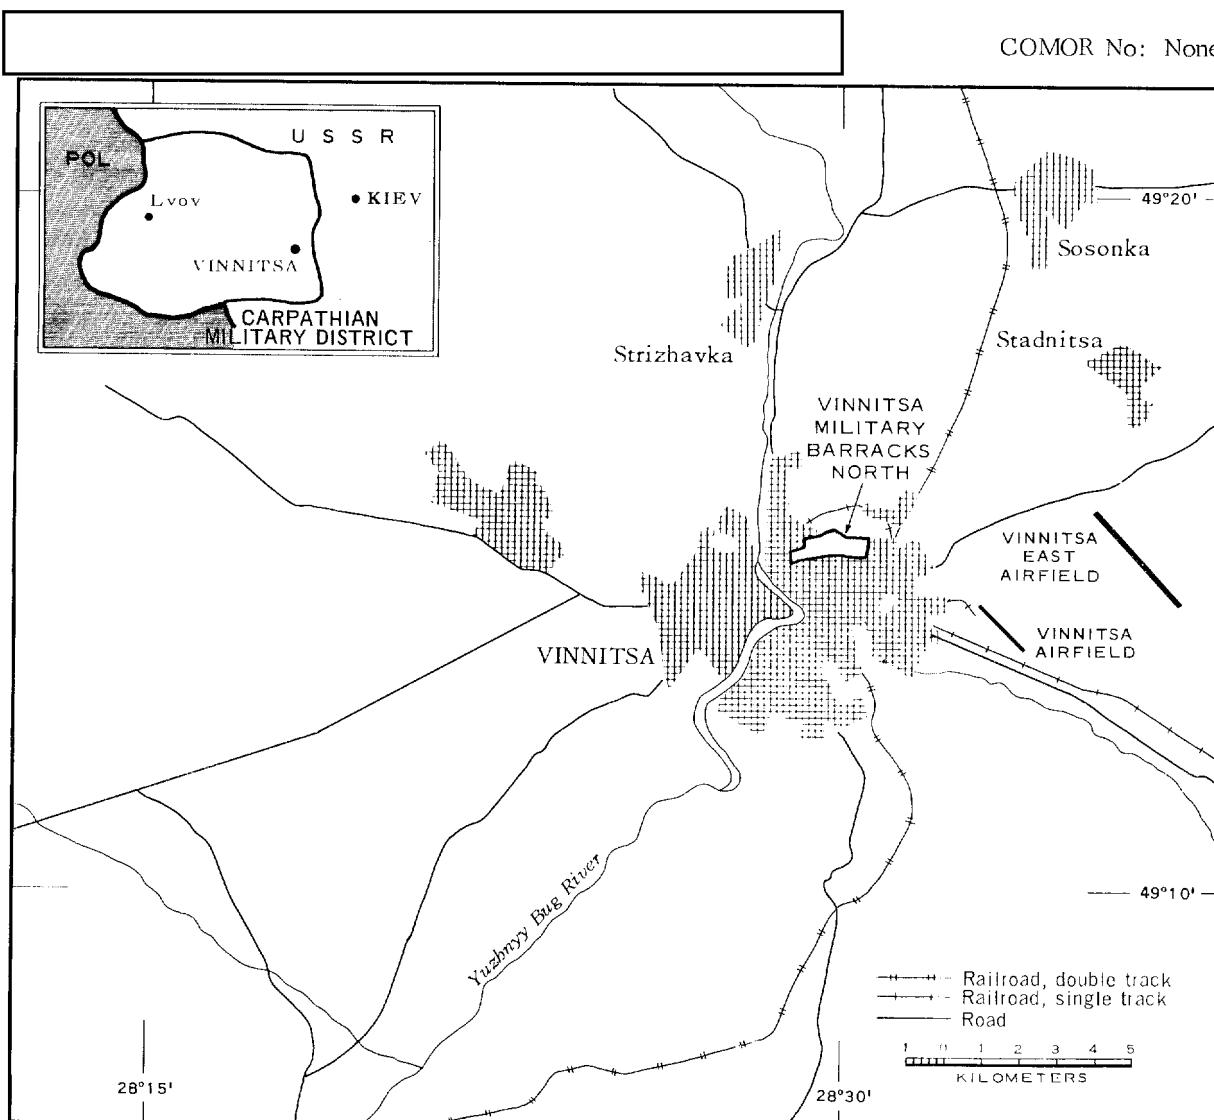 COMOR No: None
U S S R
POL
Lvov
KIEV
VINNITSA
CARPATHIAN
MILITARY DISTRICT
49°20'
Sosonka
Strizhavka
Stadnitsa
VINNITSA
MILITARY
BARRACKS
NORTH
VINNITSA
EAST
AIRFIELD
VINNITSA
AIRFIELD
VINNITSA
Yuzhnyy Bug River
49°10'
Railroad, double track
Railroad, single track
Road
1 0 1 2 3 4 5
KILOMETERS
28°15'
28°30'